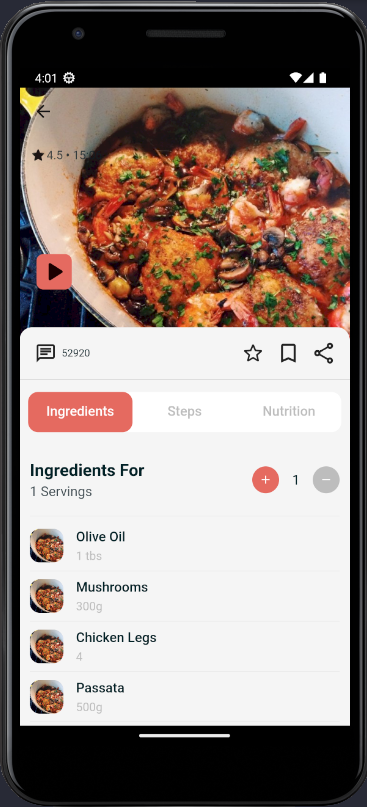 4:01
4.5 • 15:
52920
Ingredients
Steps
Nutrition
Ingredients For
1 Servings
+ 1 −
Olive Oil
1 tbs
Mushrooms
300g
Chicken Legs
4
Passata
500g